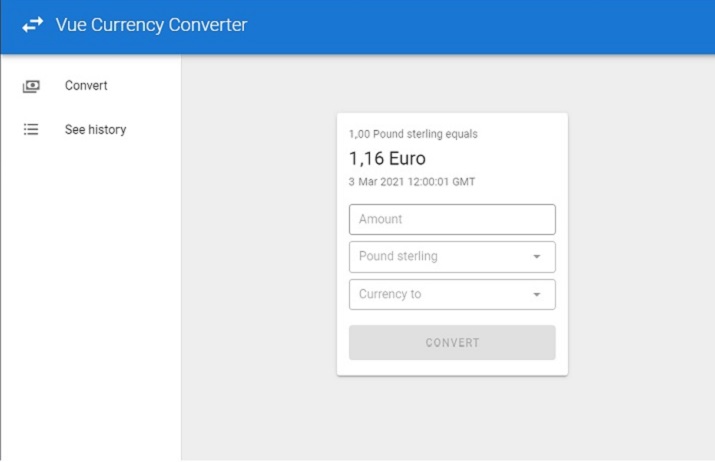 Vue Currency Converter
Convert
See history
1,00 Pound sterling equals
1,16 Euro
3 Mar 2021 12:00:01 GMT
Amount
Pound sterling
Currency to
CONVERT